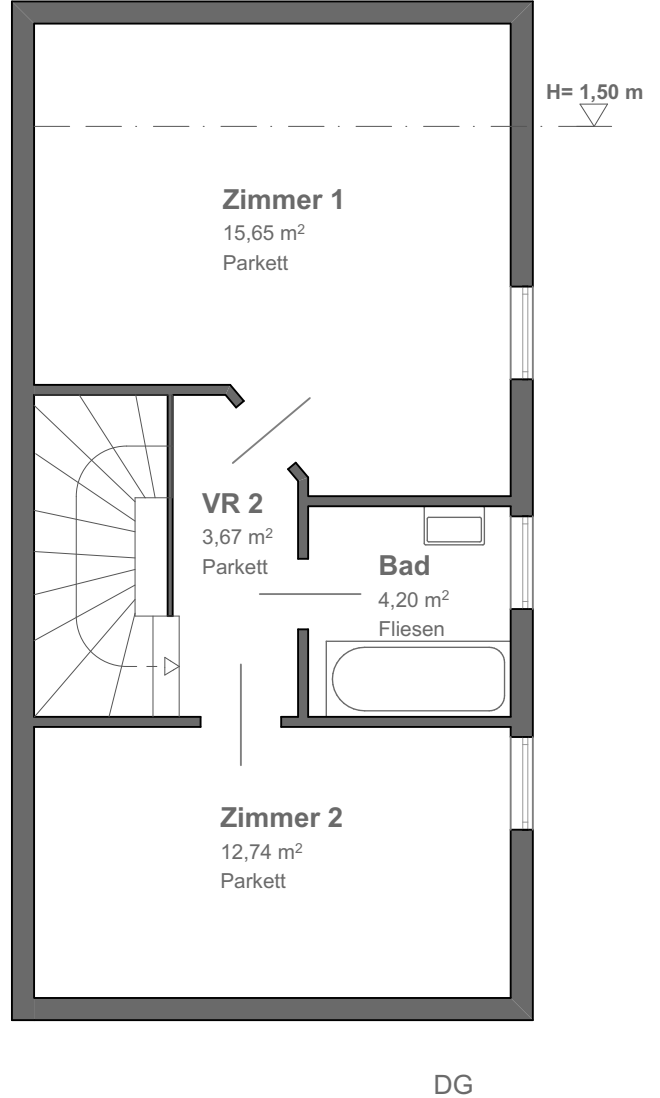 H= 1,50 m
Zimmer 1
15,65 m²
Parkett
VR 2
3,67 m²
Parkett
Bad
4,20 m²
Fliesen
Zimmer 2
12,74 m²
Parkett
DG